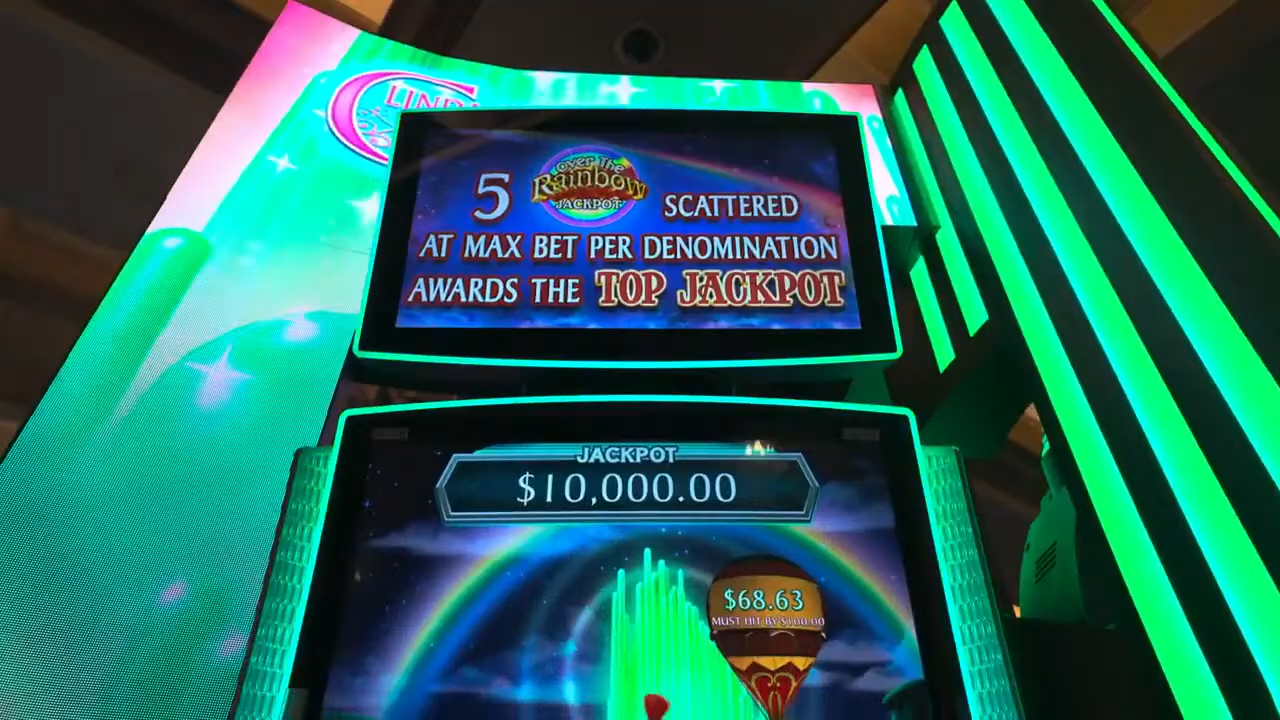 GLINDA
5 OVER THE RAINBOW JACKPOT SCATTERED
AT MAX BET PER DENOMINATION
AWARDS THE TOP JACKPOT
JACKPOT
$10,000.00
$68.63
MUST HIT BY $100.00